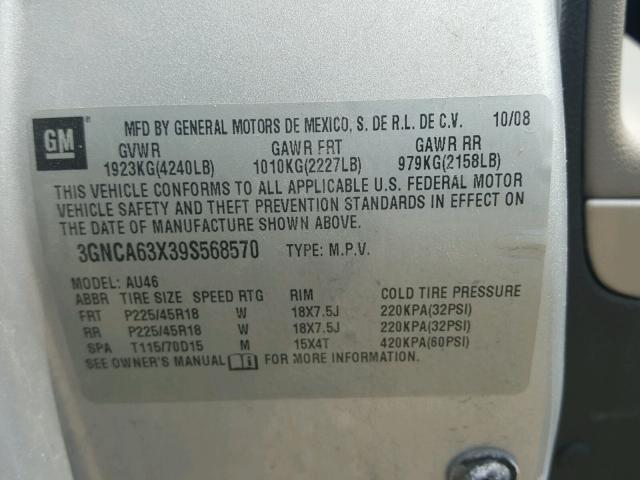 GM
MFD BY GENERAL MOTORS DE MEXICO, S. DE R.L. DE C.V. 10/08
GVWR GAWR FRT GAWR RR
1923KG(4240LB) 1010KG(2227LB) 979KG(2158LB)
THIS VEHICLE CONFORMS TO ALL APPLICABLE U.S. FEDERAL MOTOR
VEHICLE SAFETY AND THEFT PREVENTION STANDARDS IN EFFECT ON
THE DATE OF MANUFACTURE SHOWN ABOVE.
3GNCA63X39S568570 TYPE: M.P.V.
MODEL: AU46
ABBR TIRE SIZE SPEED RTG RIM COLD TIRE PRESSURE
FRT P225/45R18 W 18X7.5J 220KPA(32PSI)
RR P225/45R18 W 18X7.5J 220KPA(32PSI)
SPA T115/70D15 M 15X4T 420KPA(60PSI)
SEE OWNER'S MANUAL FOR MORE INFORMATION.